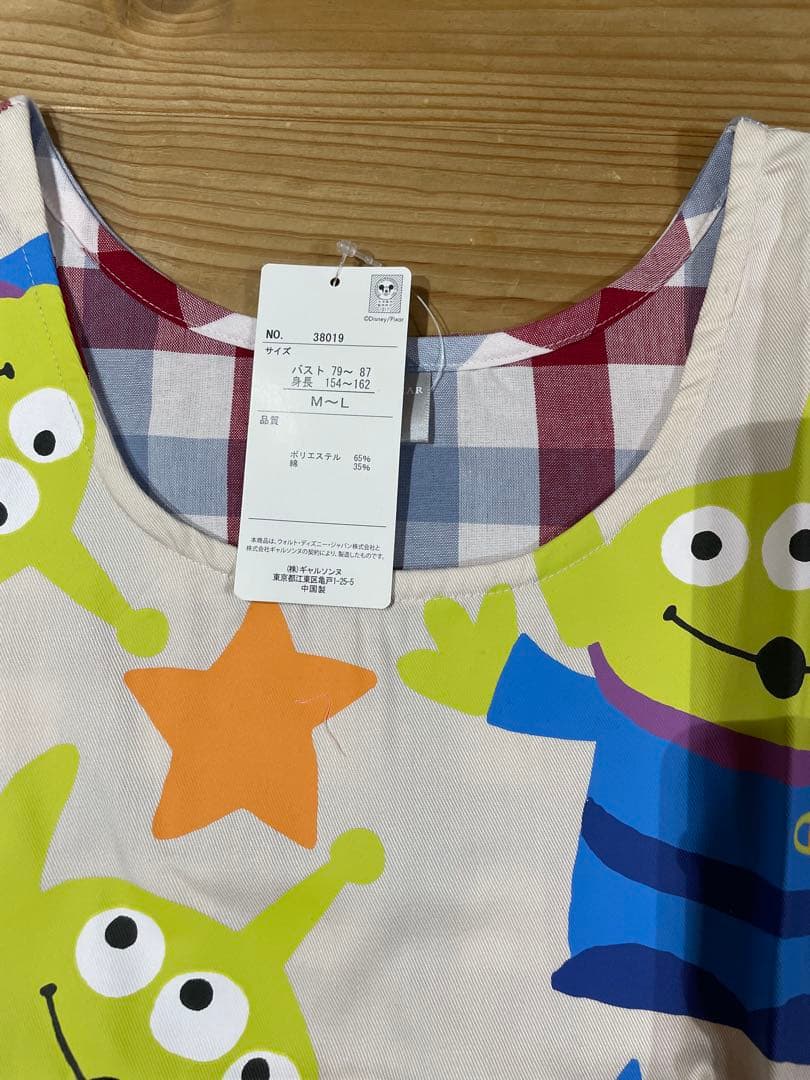 ©Disney/Pixar
NO. 38019
サイズ
バスト 79～ 87
身長 154～162
M～L
品質
ポリエステル 65%
綿 35%
本商品は、ウォルト・ディズニー・ジャパン株式会社と
株式会社ギャルソンヌの契約により、製造したものです。
(株)ギャルソンヌ
東京都江東区亀戸1-25-5
中国製
AR